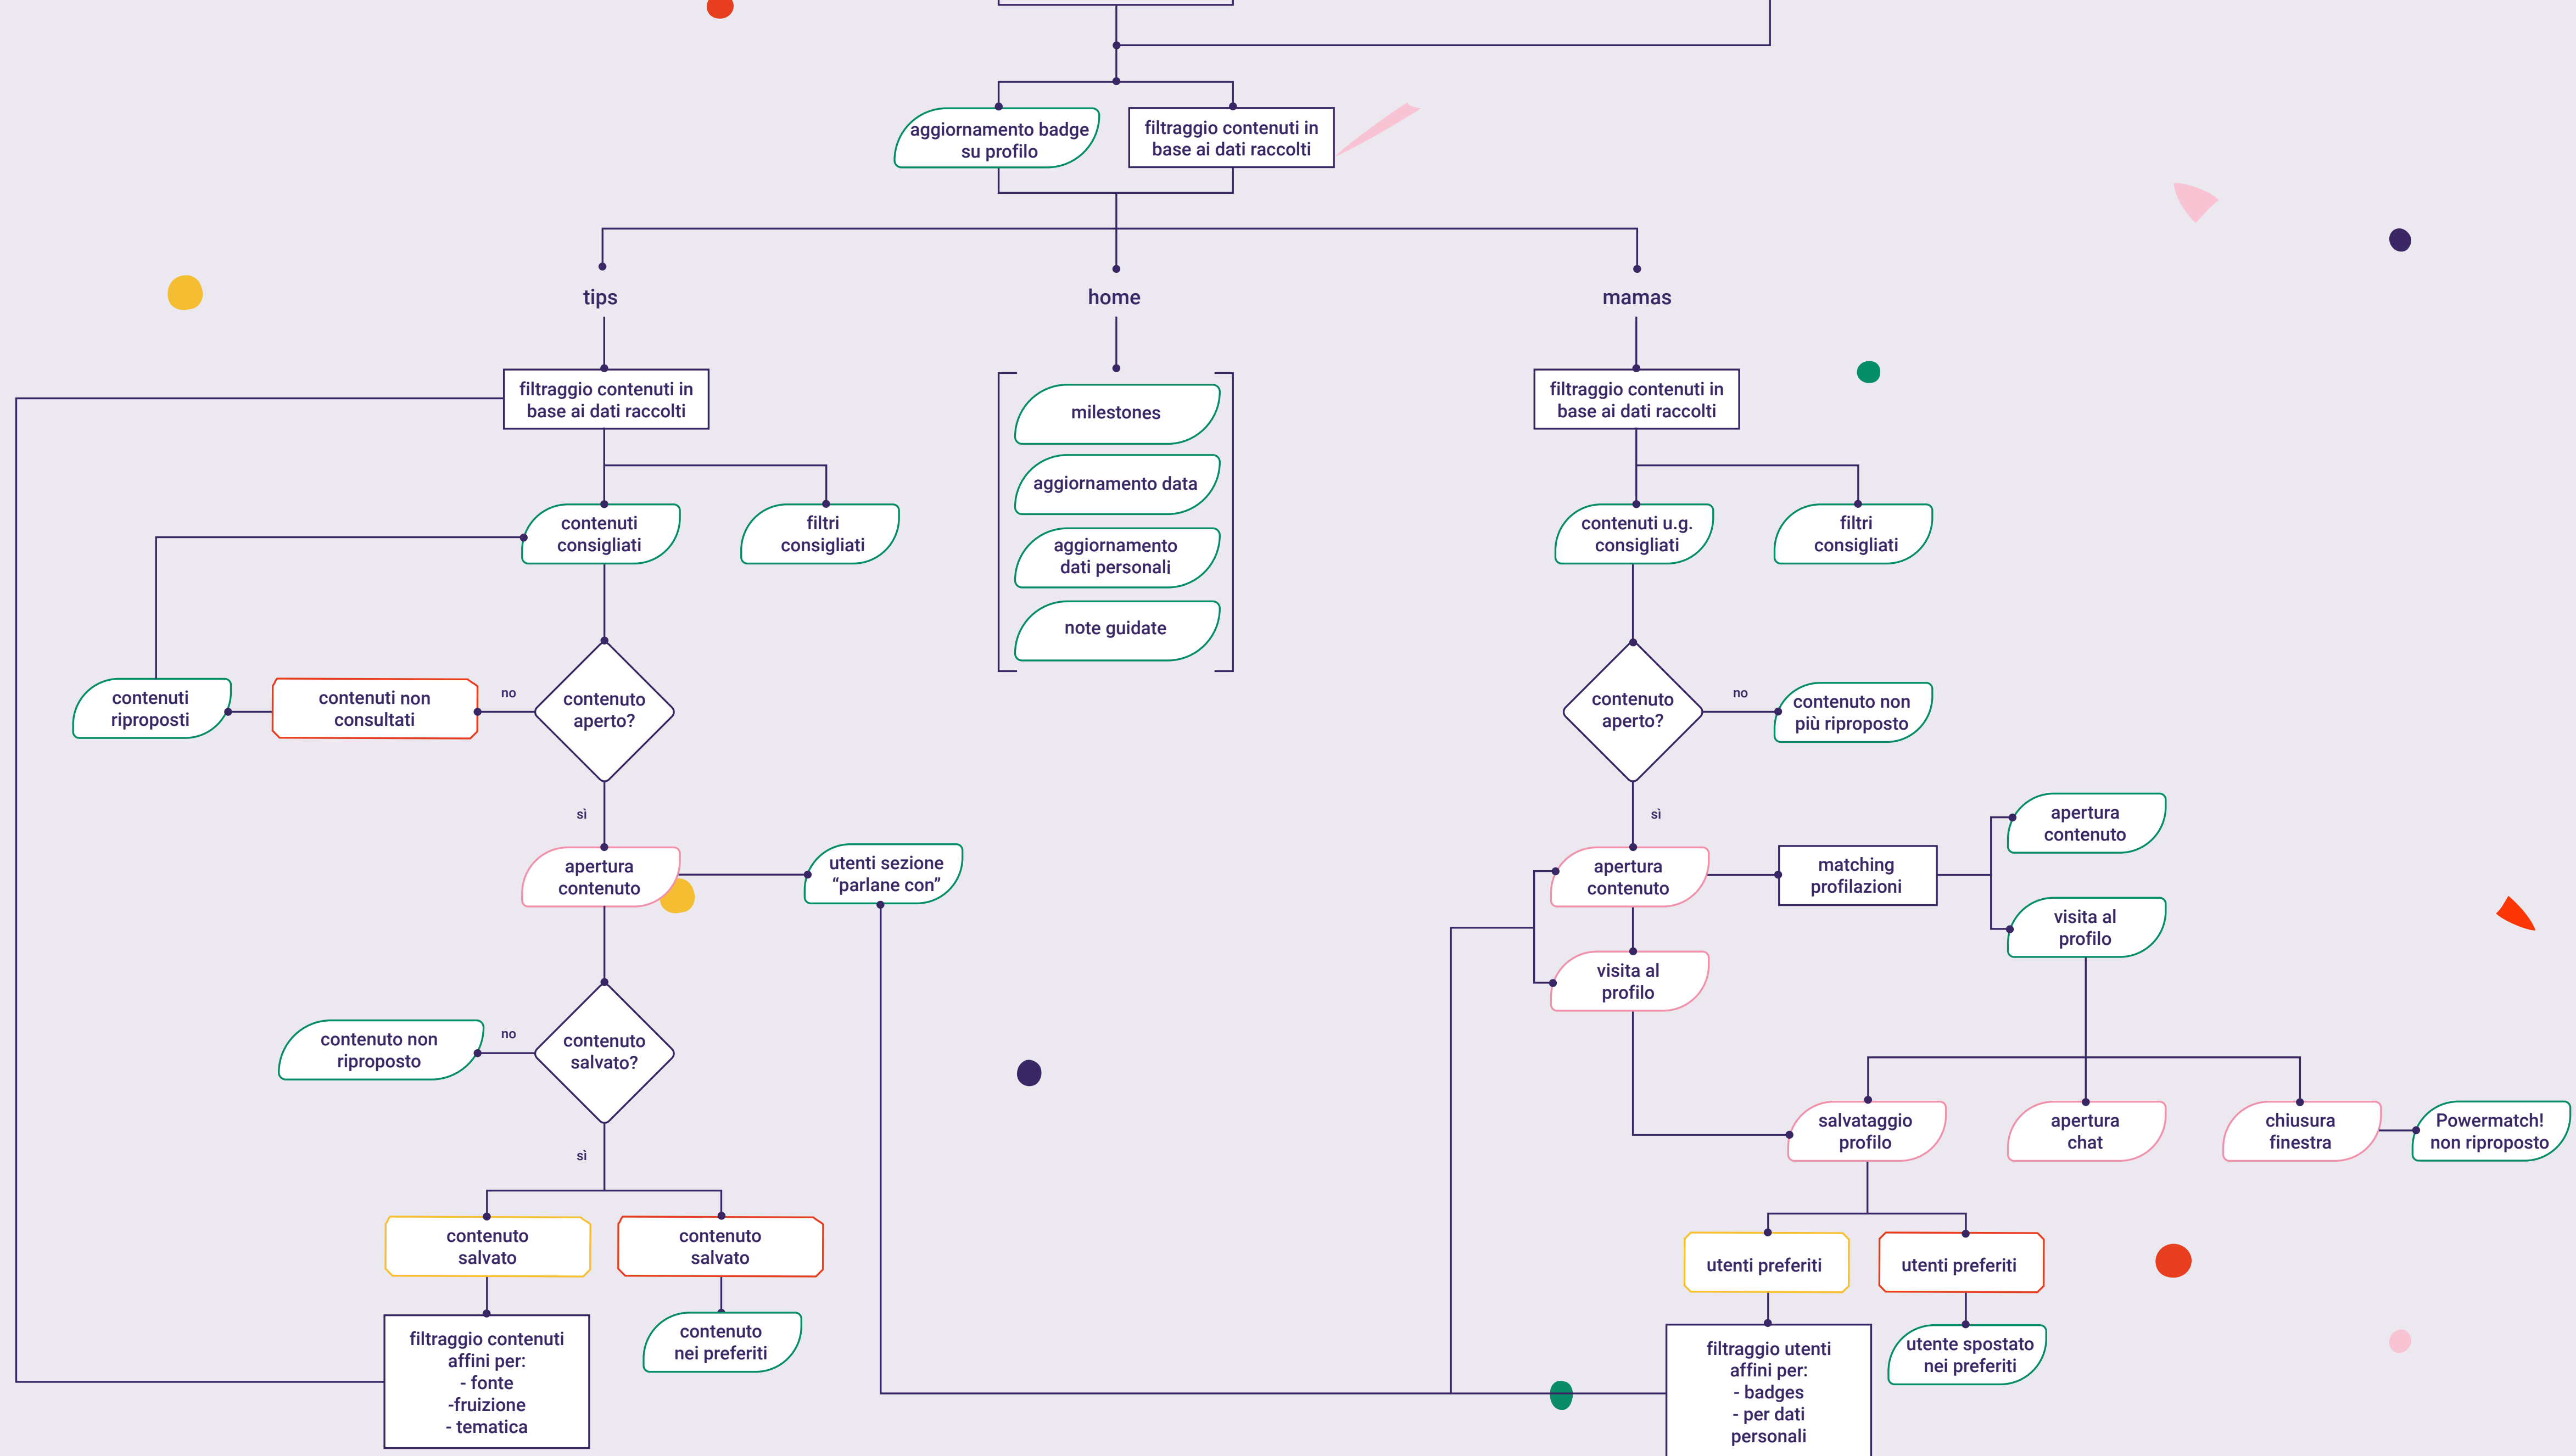 aggiornamento badge
su profilo
filtraggio contenuti in
base ai dati raccolti
tips
home
mamas
filtraggio contenuti in
base ai dati raccolti
milestones
filtraggio contenuti in
base ai dati raccolti
aggiornamento data
contenuti
consigliati
filtri
consigliati
aggiornamento
dati personali
contenuti u.g.
consigliati
filtri
consigliati
note guidate
contenuti
riproposti
contenuti non
consultati
no
contenuto
aperto?
contenuto
aperto?
no
contenuto non
più riproposto
sì
sì
apertura
contenuto
utenti sezione
“parlane con”
apertura
contenuto
matching
profilazioni
apertura
contenuto
visita al
profilo
visita al
profilo
contenuto non
riproposto
no
contenuto
salvato?
sì
salvataggio
profilo
apertura
chat
chiusura
finestra
Powermatch!
non riproposto
contenuto
salvato
contenuto
salvato
utenti preferiti
utenti preferiti
filtraggio contenuti
affini per:
- fonte
-fruizione
- tematica
contenuto
nei preferiti
filtraggio utenti
affini per:
- badges
- per dati
personali
utente spostato
nei preferiti